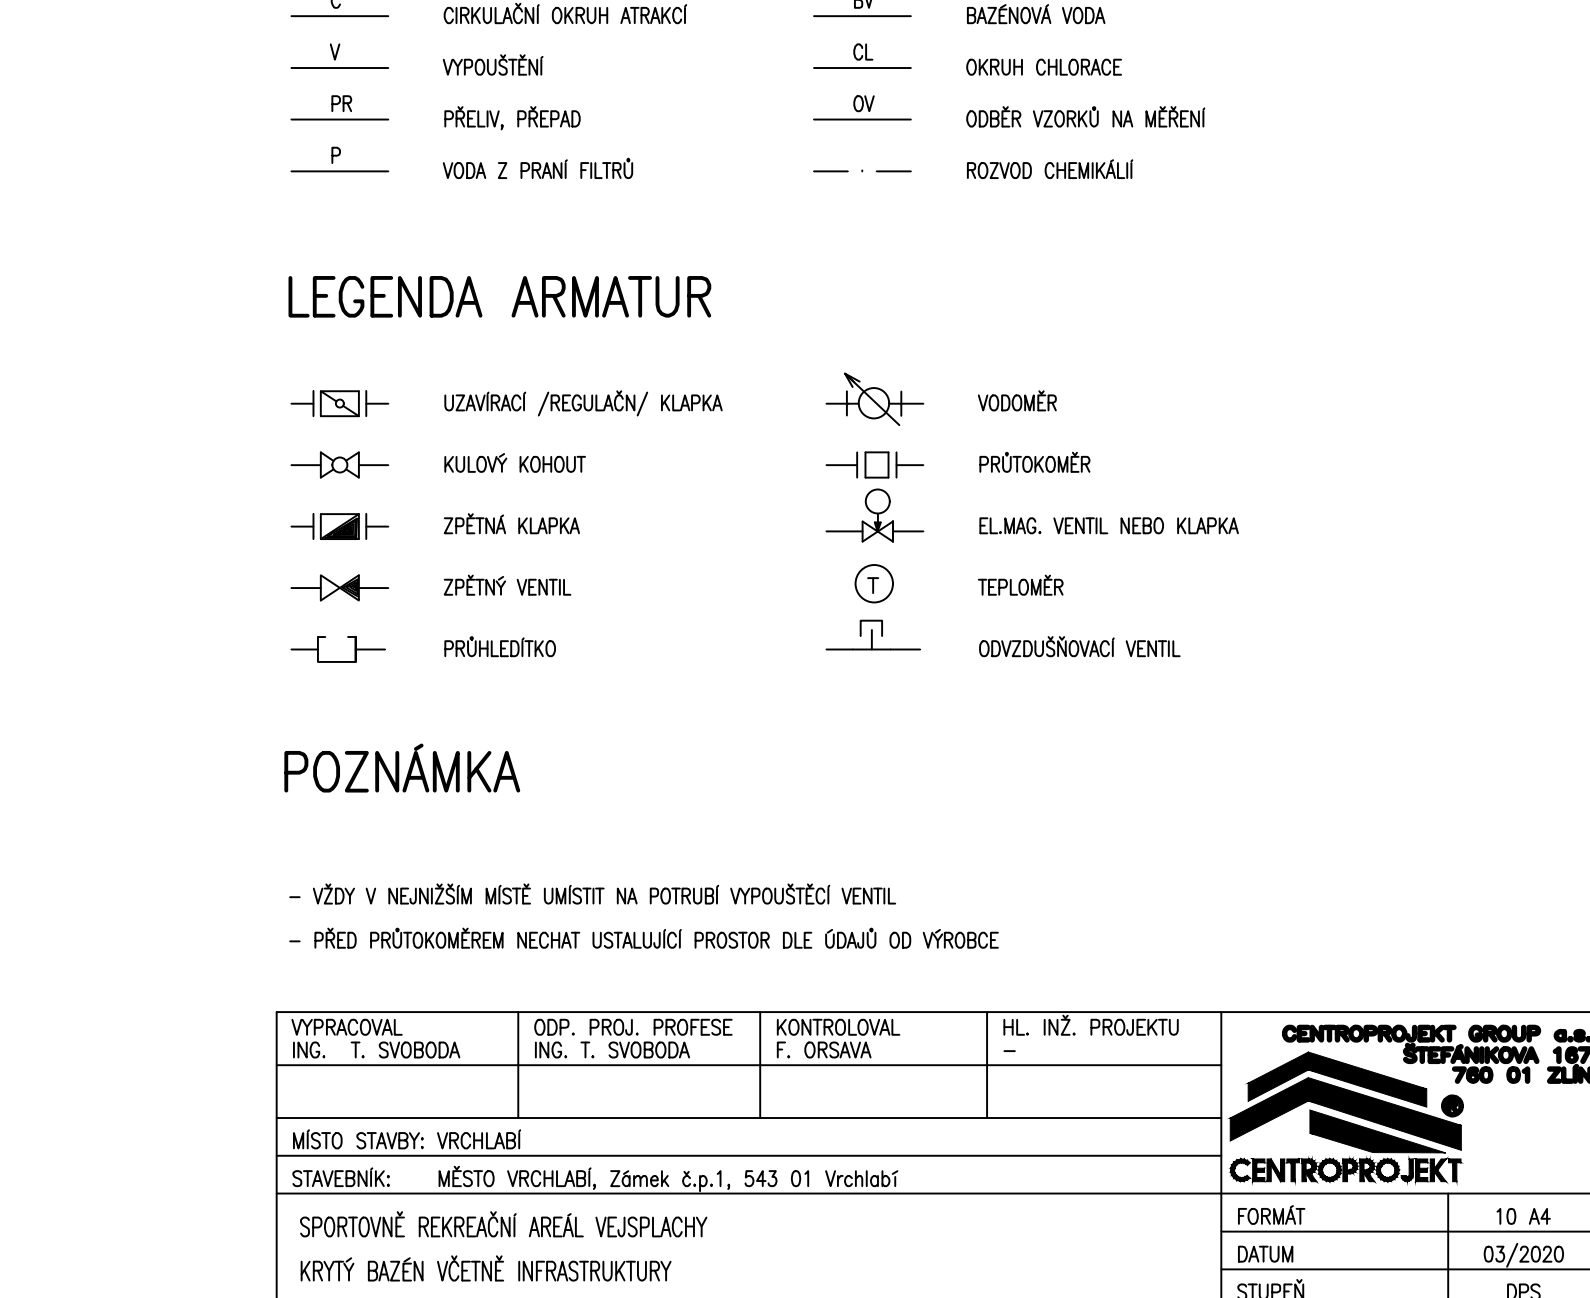 C CIRKULAČNÍ OKRUH ATRAKCÍ
BV BAZÉNOVÁ VODA
V VYPOUŠTĚNÍ
CL OKRUH CHLORACE
PR PŘELIV, PŘEPAD
OV ODBĚR VZORKŮ NA MĚŘENÍ
P VODA Z PRANÍ FILTRŮ
ROZVOD CHEMIKÁLIÍ
LEGENDA ARMATUR
UZAVÍRACÍ /REGULAČN/ KLAPKA
VODOMĚR
KULOVÝ KOHOUT
PRŮTOKOMĚR
ZPĚTNÁ KLAPKA
EL.MAG. VENTIL NEBO KLAPKA
ZPĚTNÝ VENTIL
T TEPLOMĚR
PRŮHLEDÍTKO
ODVZDUŠŇOVACÍ VENTIL
POZNÁMKA
– VŽDY V NEJNIŽŠÍM MÍSTĚ UMÍSTIT NA POTRUBÍ VYPOUŠTĚCÍ VENTIL
– PŘED PRŮTOKOMĚREM NECHAT USTALUJÍCÍ PROSTOR DLE ÚDAJŮ OD VÝROBCE
VYPRACOVAL
ING. T. SVOBODA
ODP. PROJ. PROFESE
ING. T. SVOBODA
KONTROLOVAL
F. ORSAVA
HL. INŽ. PROJEKTU
–
CENTROPROJEKT GROUP a.s.
ŠTEFÁNIKOVA 167
760 01 ZLÍN
CENTROPROJEKT
MÍSTO STAVBY: VRCHLABÍ
STAVEBNÍK: MĚSTO VRCHLABÍ, Zámek č.p.1, 543 01 Vrchlabí
SPORTOVNĚ REKREAČNÍ AREÁL VEJSPLACHY
KRYTÝ BAZÉN VČETNĚ INFRASTRUKTURY
FORMÁT 10 A4
DATUM 03/2020
STUPEŇ DPS